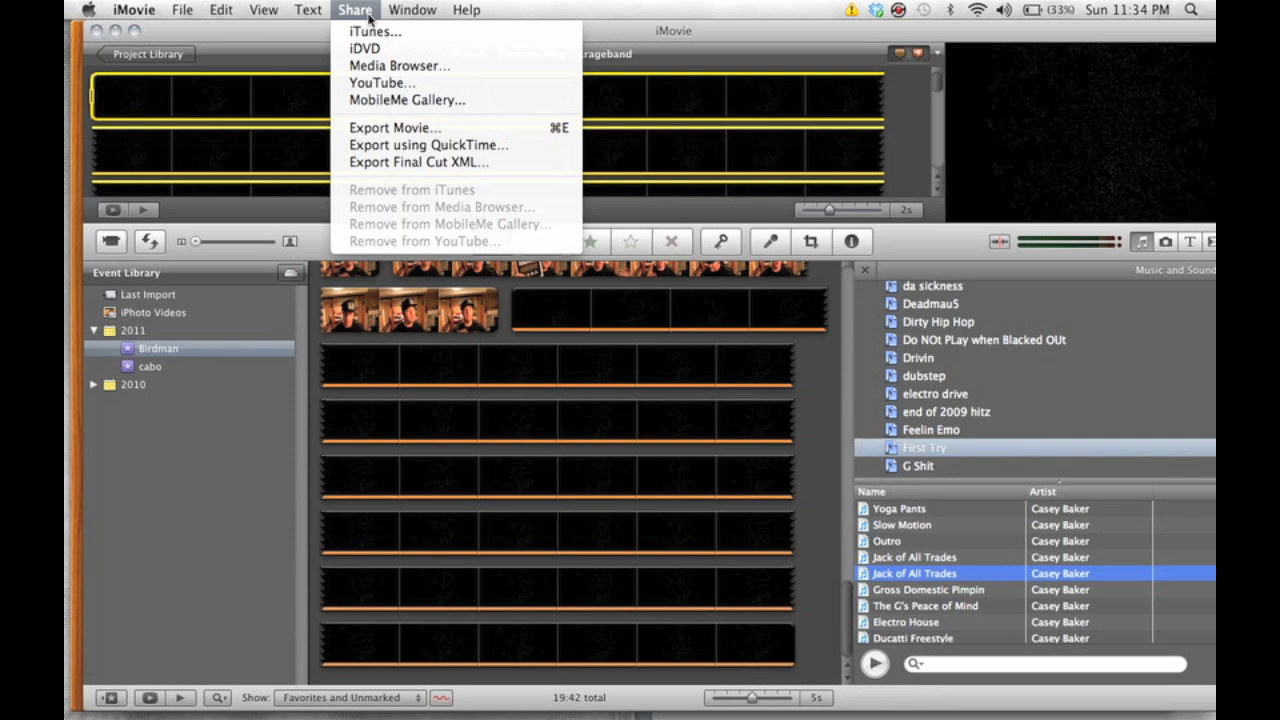 iMovie File Edit View Text Share Window Help (33%) Sun 11:34 PM
iMovie
Project Library
rageband
iTunes...
iDVD
Media Browser...
YouTube...
MobileMe Gallery...
Export Movie... ⌘E
Export using QuickTime...
Export Final Cut XML...
Remove from iTunes
Remove from Media Browser...
Remove from MobileMe Gallery...
Remove from YouTube...
2s
T
Event Library
Last Import
iPhoto Videos
2011
Birdman
cabo
2010
Music and Soun
da sickness
Deadmau5
Dirty Hip Hop
Do NOt PLay when Blacked OUt
Drivin
dubstep
electro drive
end of 2009 hitz
Feelin Emo
First Try
G Shit
Name Artist
Yoga Pants Casey Baker
Slow Motion Casey Baker
Outro Casey Baker
Jack of All Trades Casey Baker
Jack of All Trades Casey Baker
Gross Domestic Pimpin Casey Baker
The G's Peace of Mind Casey Baker
Electro House Casey Baker
Ducatti Freestyle Casey Baker
Show: Favorites and Unmarked 19:42 total 5s